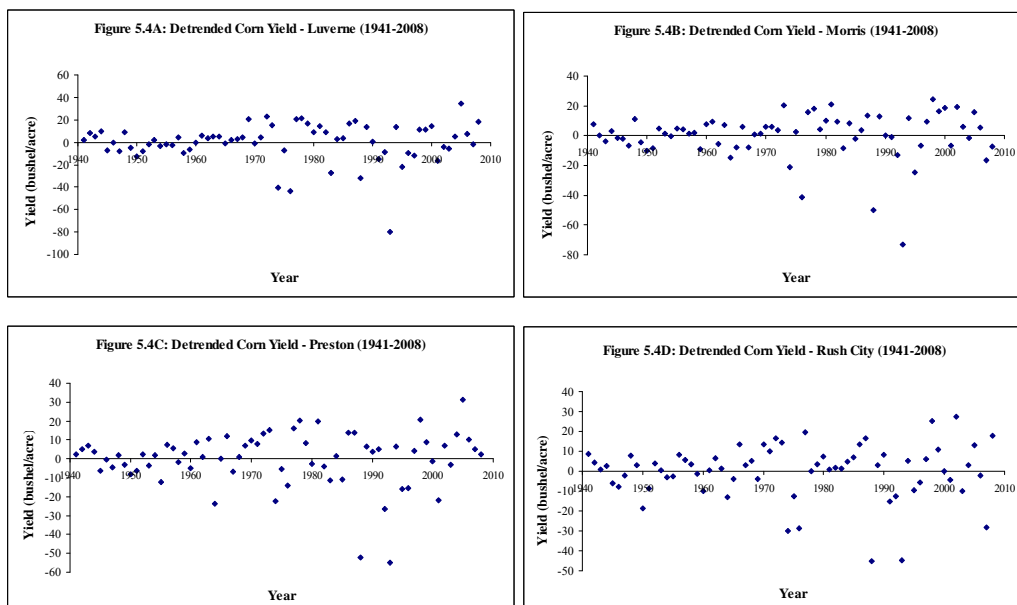 Figure 5.4A: Detrended Corn Yield - Luverne (1941-2008)
60
40
20
0
-20
-40
-60
-80
-100
1940 1950 1960 1970 1980 1990 2000 2010
Yield (bushel/acre)
Year
Figure 5.4B: Detrended Corn Yield - Morris (1941-2008)
40
20
0
-20
-40
-60
-80
1940 1950 1960 1970 1980 1990 2000 2010
Yield (bushel/acre)
Year
Figure 5.4C: Detrended Corn Yield - Preston (1941-2008)
40
30
20
10
0
-10
-20
-30
-40
-50
-60
1940 1950 1960 1970 1980 1990 2000 2010
Yield (bushel/acre)
Year
Figure 5.4D: Detrended Corn Yield - Rush City (1941-2008)
40
30
20
10
0
-10
-20
-30
-40
-50
1940 1950 1960 1970 1980 1990 2000 2010
Yield (bushel/acre)
Year